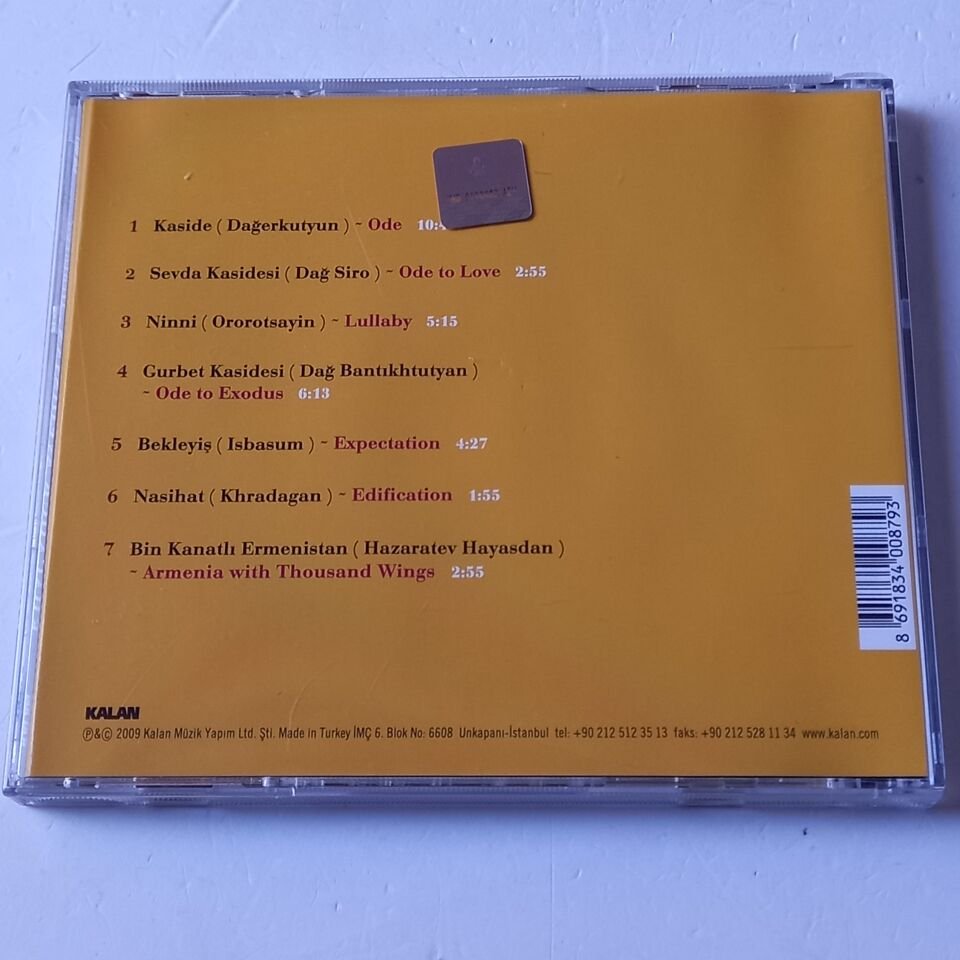 1 Kaside ( Dağerkutyun ) ~ Ode 10:
2 Sevda Kasidesi ( Dağ Siro ) ~ Ode to Love 2:55
3 Ninni ( Ororotsayin ) ~ Lullaby 5:15
4 Gurbet Kasidesi ( Dağ Bantıkhtutyan )
~ Ode to Exodus 6:13
5 Bekleyiş ( Isbasum ) ~ Expectation 4:27
6 Nasihat ( Khradagan ) ~ Edification 1:55
7 Bin Kanatlı Ermenistan ( Hazaratev Hayasdan )
~ Armenia with Thousand Wings 2:55
8 691834 008793
KALAN
℗&© 2009 Kalan Müzik Yapım Ltd. Şti. Made in Turkey İMÇ 6. Blok No: 6608 Unkapanı-İstanbul tel: +90 212 512 35 13 faks: +90 212 528 11 34 www.kalan.com